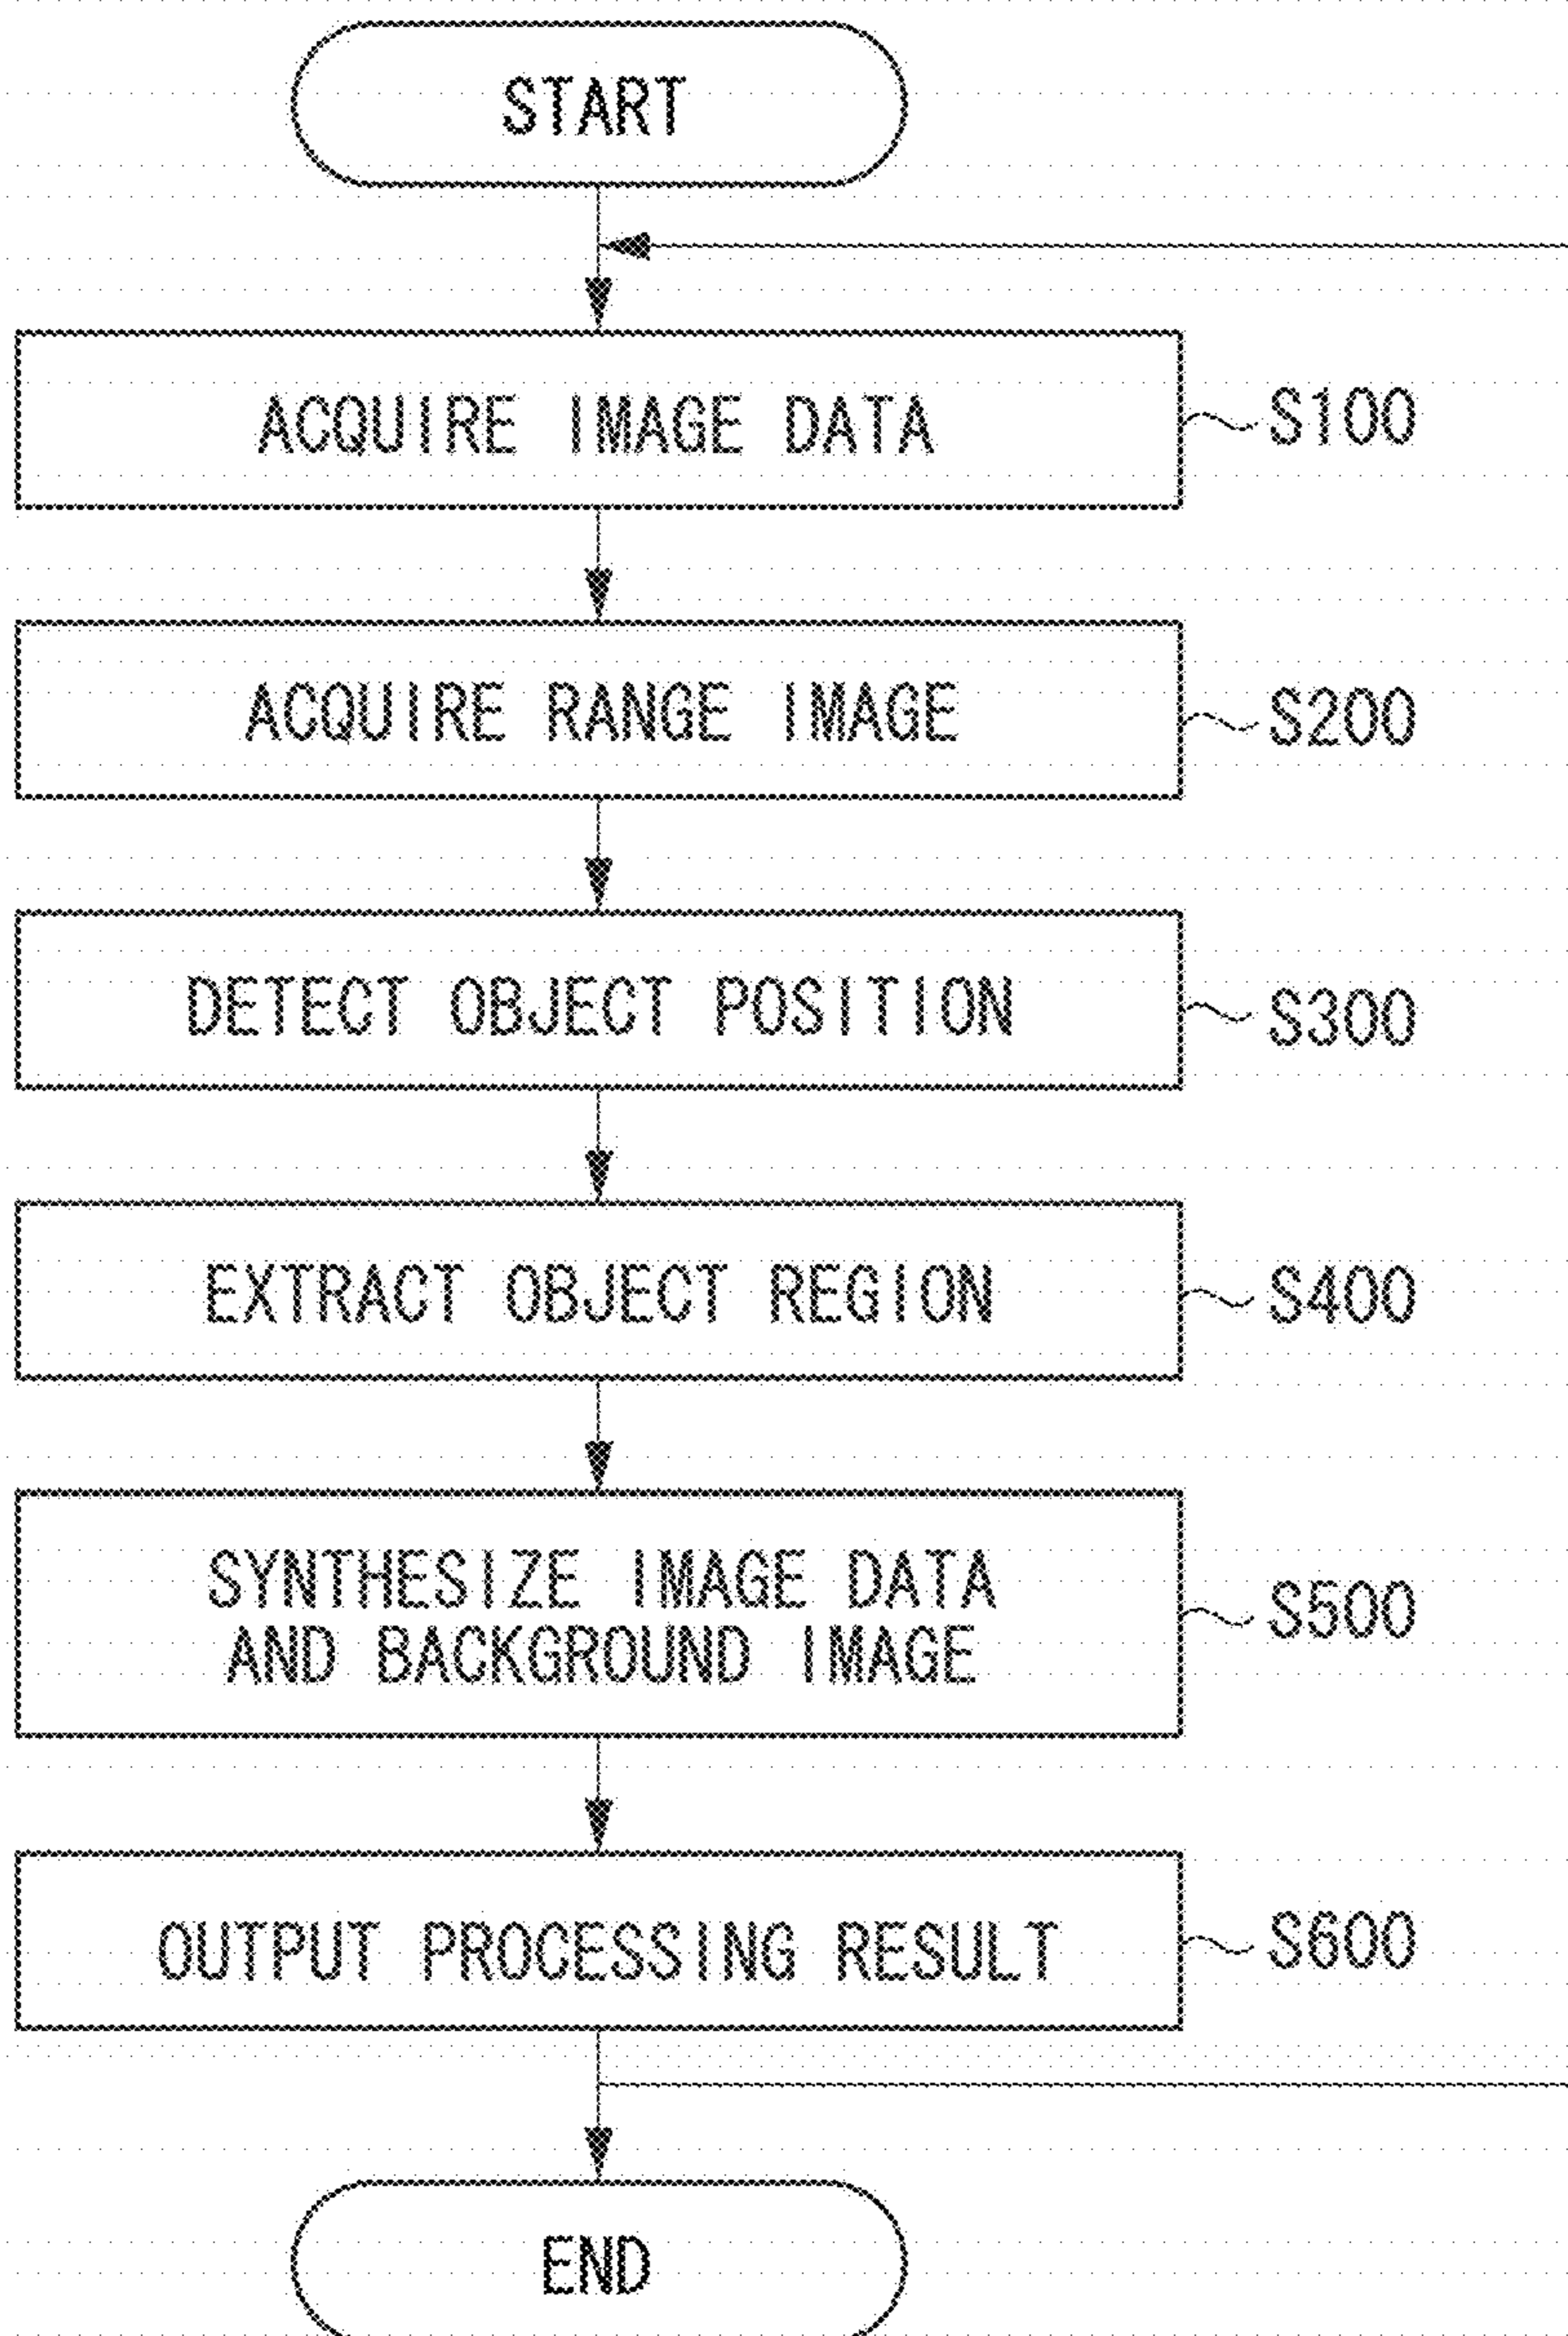 START
ACQUIRE IMAGE DATA
S100
ACQUIRE RANGE IMAGE
S200
DETECT OBJECT POSITION
S300
EXTRACT OBJECT REGION
S400
SYNTHESIZE IMAGE DATA
AND BACKGROUND IMAGE
S500
OUTPUT PROCESSING RESULT
S600
END